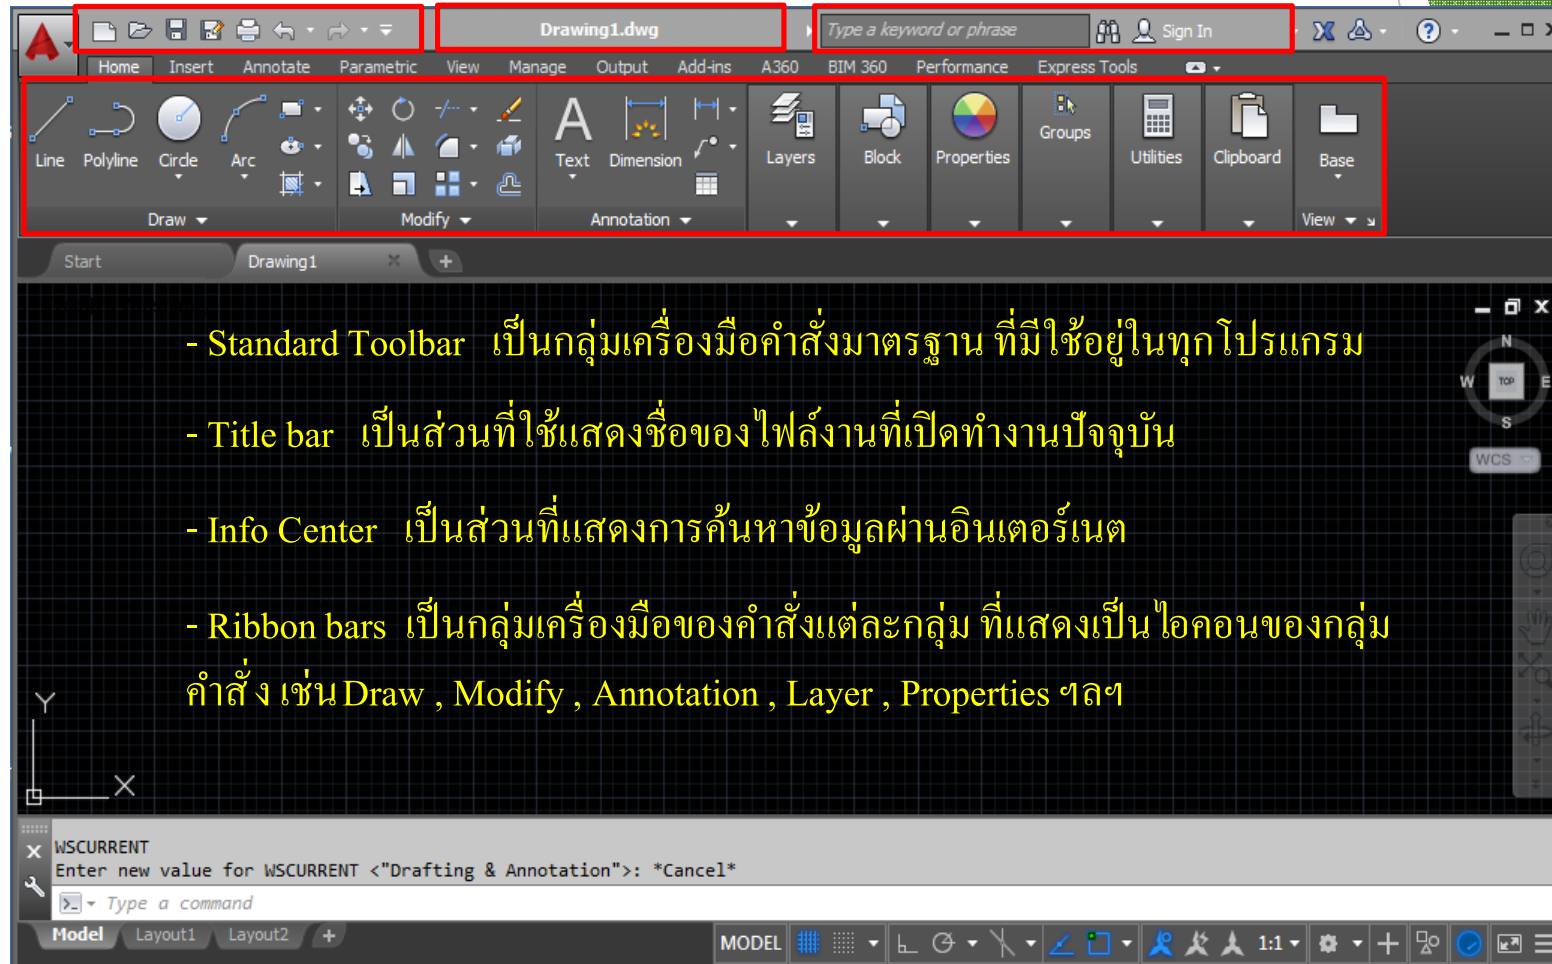 Drawing1.dwg
Type a keyword or phrase
Sign In
Home Insert Annotate Parametric View Manage Output Add-ins A360 BIM 360 Performance Express Tools
Line Polyline Circle Arc Text Dimension Layers Block Properties Groups Utilities Clipboard Base
Draw Modify Annotation View
Start Drawing1
- Standard Toolbar เป็นกลุ่มเครื่องมือคำสั่งมาตรฐาน ที่มีใช้อยู่ในทุกโปรแกรม
- Title bar เป็นส่วนที่ใช้แสดงชื่อของไฟล์งานที่เปิดทำงานปัจจุบัน
- Info Center เป็นส่วนที่แสดงการค้นหาข้อมูลผ่านอินเตอร์เนต
- Ribbon bars เป็นกลุ่มเครื่องมือของคำสั่งแต่ละกลุ่ม ที่แสดงเป็นไอคอนของกลุ่ม
คำสั่ง เช่น Draw , Modify , Annotation , Layer , Properties ฯลฯ
N
W TOP E
S
WCS
Y
X
WSCURRENT
Enter new value for WSCURRENT <"Drafting & Annotation">: *Cancel*
Type a command
Model Layout1 Layout2 + MODEL 1:1